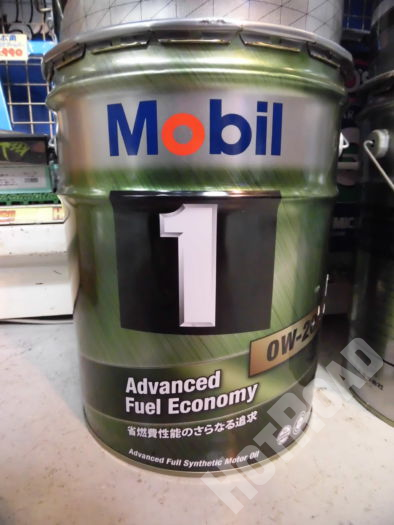 Mobil
1
0W-20
Advanced
Fuel Economy
省燃費性能のさらなる追求
Advanced Full Synthetic Motor Oil
HOTROAD